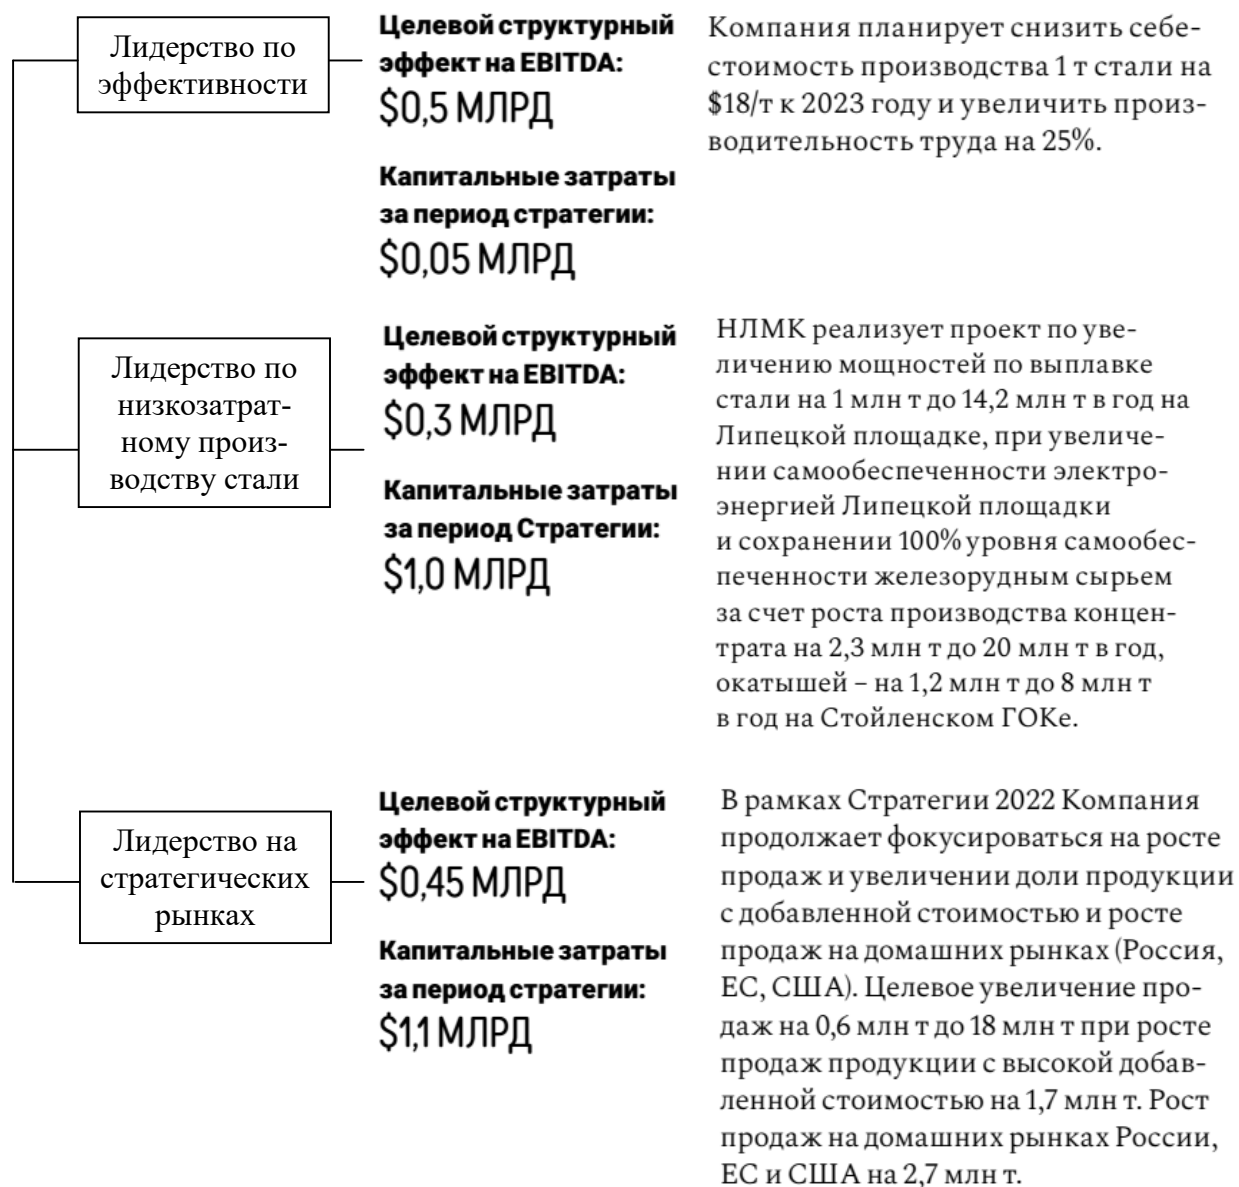 Лидерство по
эффективности
Целевой структурный
эффект на EBITDA:
$0,5 МЛРД
Капитальные затраты
за период стратегии:
$0,05 МЛРД
Компания планирует снизить себе-
стоимость производства 1 т стали на
$18/т к 2023 году и увеличить произ-
водительность труда на 25%.
Лидерство по
низкозатрат-
ному произ-
водству стали
Целевой структурный
эффект на EBITDA:
$0,3 МЛРД
Капитальные затраты
за период Стратегии:
$1,0 МЛРД
НЛМК реализует проект по уве-
личению мощностей по выплавке
стали на 1 млн т до 14,2 млн т в год на
Липецкой площадке, при увеличе-
нии самообеспеченности электро-
энергией Липецкой площадки
и сохранении 100% уровня самообес-
печенности железорудным сырьем
за счет роста производства концен-
трата на 2,3 млн т до 20 млн т в год,
окатышей – на 1,2 млн т до 8 млн т
в год на Стойленском ГОКе.
Лидерство на
стратегических
рынках
Целевой структурный
эффект на EBITDA:
$0,45 МЛРД
Капитальные затраты
за период стратегии:
$1,1 МЛРД
В рамках Стратегии 2022 Компания
продолжает фокусироваться на росте
продаж и увеличении доли продукции
с добавленной стоимостью и росте
продаж на домашних рынках (Россия,
ЕС, США). Целевое увеличение про-
даж на 0,6 млн т до 18 млн т при росте
продаж продукции с высокой добав-
ленной стоимостью на 1,7 млн т. Рост
продаж на домашних рынках России,
ЕС и США на 2,7 млн т.